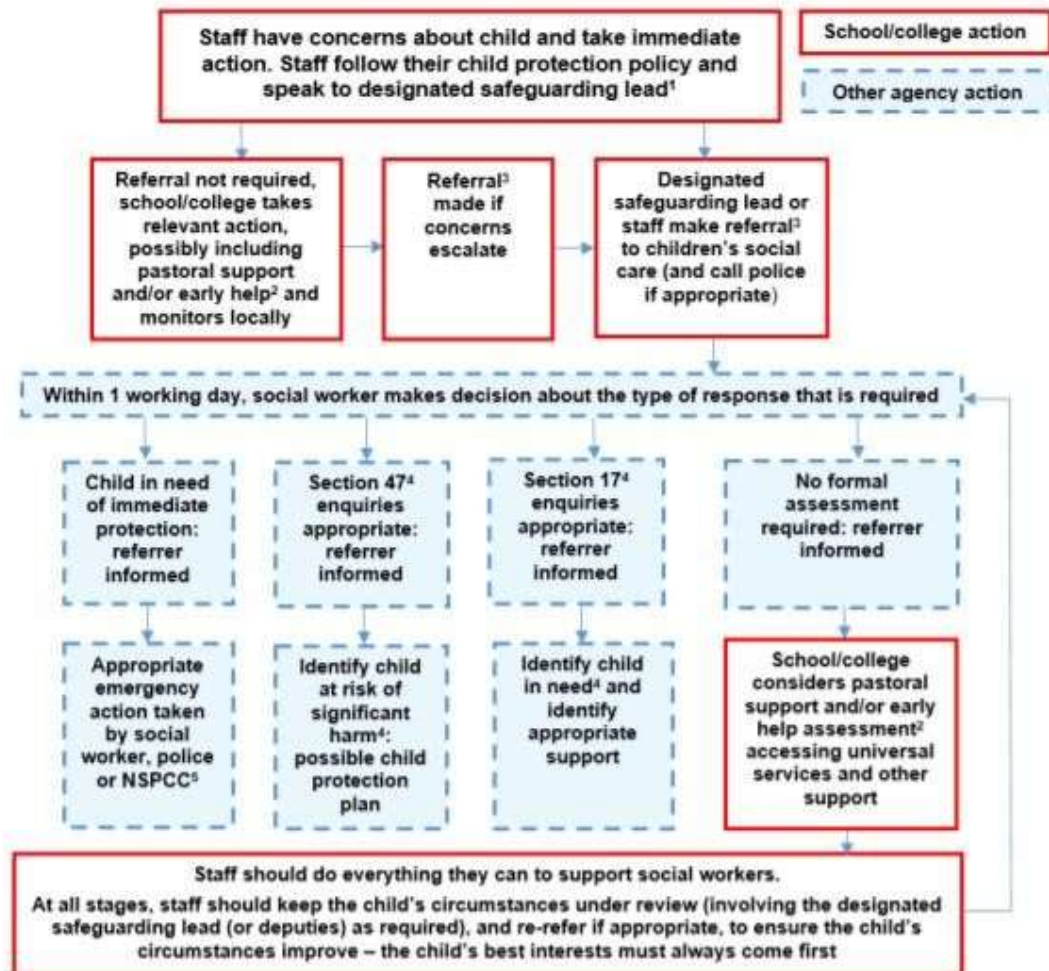 Staff have concerns about child and take immediate
action. Staff follow their child protection policy and
speak to designated safeguarding lead¹
School/college action
Other agency action
Referral not required,
school/college takes
relevant action,
possibly including
pastoral support
and/or early help² and
monitors locally
Referral³
made if
concerns
escalate
Designated
safeguarding lead or
staff make referral³
to children's social
care (and call police
if appropriate)
Within 1 working day, social worker makes decision about the type of response that is required
Child in need
of immediate
protection:
referrer
informed
Section 47⁴
enquiries
appropriate:
referrer
informed
Section 17⁴
enquiries
appropriate:
referrer
informed
No formal
assessment
required: referrer
informed
Appropriate
emergency
action taken
by social
worker, police
or NSPCC⁵
Identify child
at risk of
significant
harm⁴:
possible child
protection
plan
Identify child
in need⁴ and
identify
appropriate
support
School/college
considers pastoral
support and/or early
help assessment²
accessing universal
services and other
support
Staff should do everything they can to support social workers.
At all stages, staff should keep the child's circumstances under review (involving the designated
safeguarding lead (or deputies) as required), and re-refer if appropriate, to ensure the child's
circumstances improve – the child's best interests must always come first